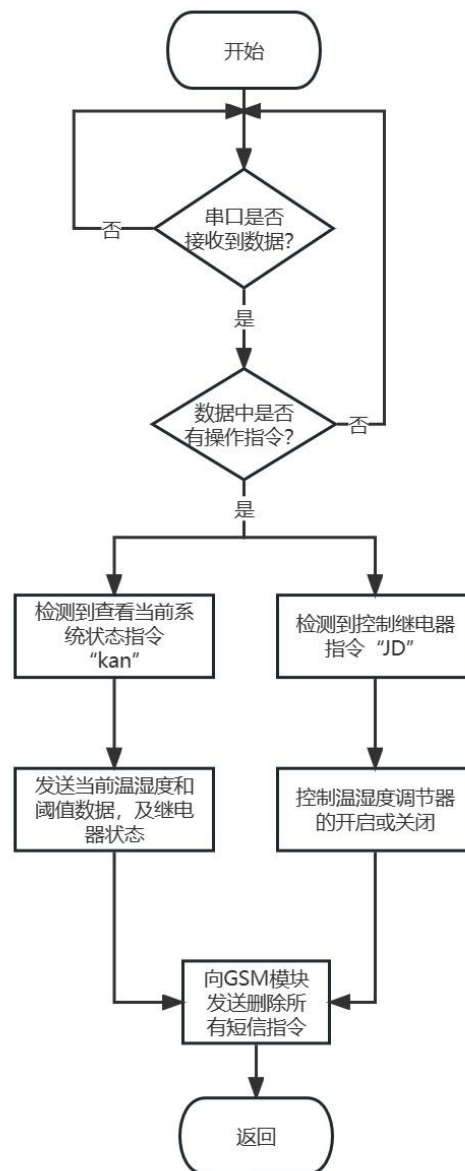 开始
串口是否
接收到数据?
否
是
数据中是否
有操作指令?
否
是
检测到查看当前系
统状态指令
“kan”
检测到控制继电器
指令“JD”
发送当前温湿度和
阈值数据，及继电
器状态
控制温湿度调节器
的开启或关闭
向GSM模块
发送删除所
有短信指令
返回